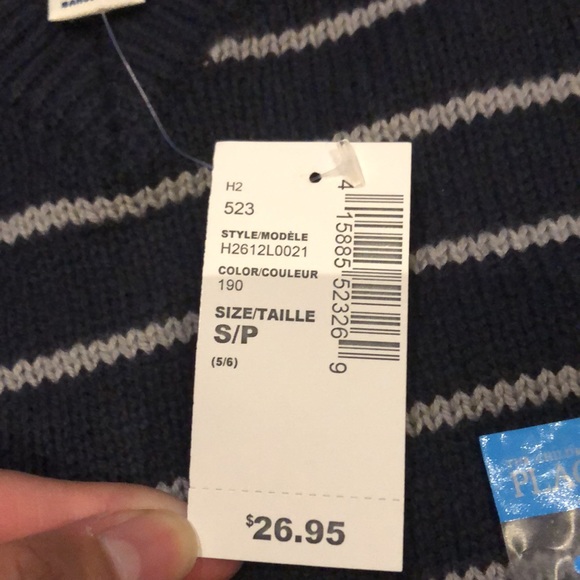 H2
523
STYLE/MODÈLE
H2612L0021
COLOR/COULEUR
190
SIZE/TAILLE
S/P
(5/6)
4 15885 52326 9
$26.95